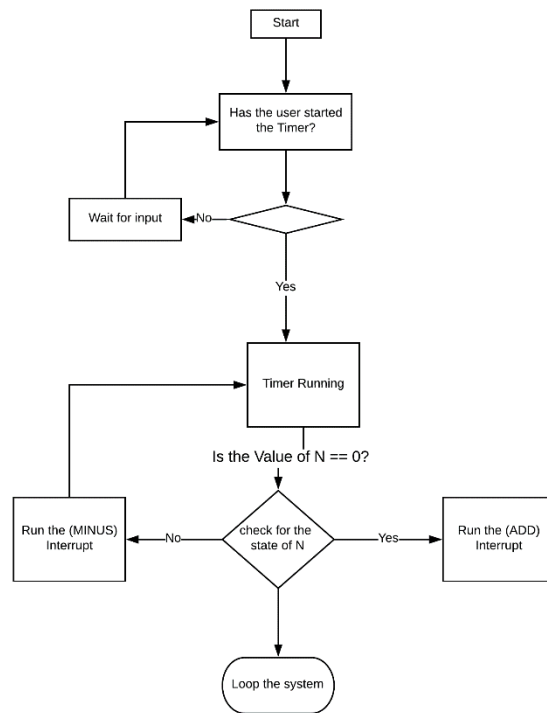 Start
Has the user started
the Timer?
Wait for input
No
Yes
Timer Running
Is the Value of N == 0?
Run the (MINUS)
Interrupt
No
check for the
state of N
Yes
Run the (ADD)
Interrupt
Loop the system